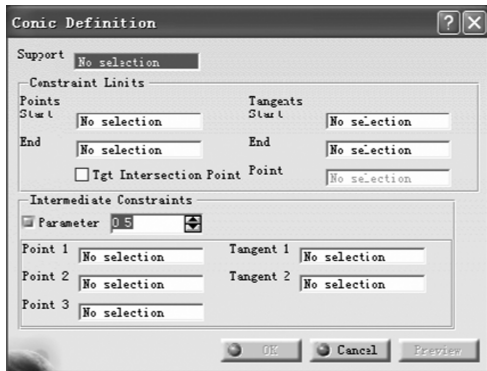 Conic Definition
Support No selection
Constraint Limits
Points Tangents
Start No selection Start No selection
End No selection End No selection
Tgt Intersection Point Point No selection
Intermediate Constraints
Parameter 0.5
Point 1 No selection Tangent 1 No selection
Point 2 No selection Tangent 2 No selection
Point 3 No selection
OK Cancel Preview